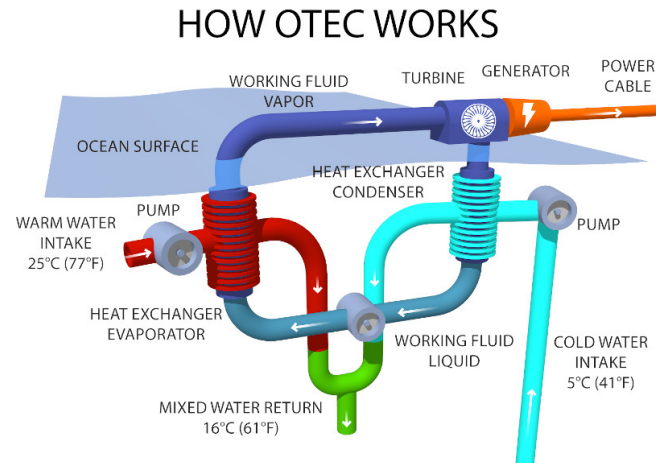 HOW OTEC WORKS
WORKING FLUID
VAPOR
TURBINE
GENERATOR
POWER
CABLE
OCEAN SURFACE
HEAT EXCHANGER
CONDENSER
WARM WATER
INTAKE
25°C (77°F)
PUMP
PUMP
HEAT EXCHANGER
EVAPORATOR
WORKING FLUID
LIQUID
COLD WATER
INTAKE
5°C (41°F)
MIXED WATER RETURN
16°C (61°F)